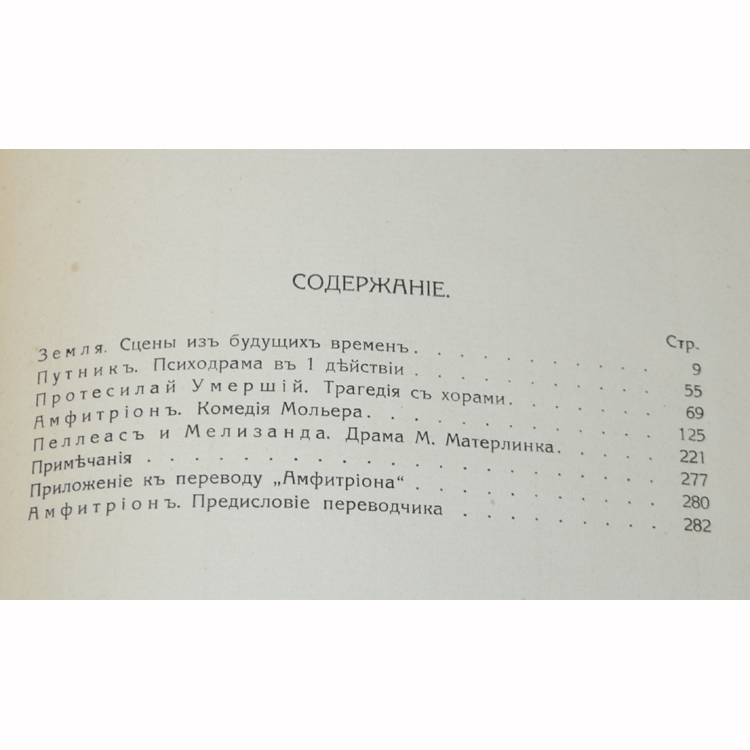 СОДЕРЖАНІЕ.
Стр.
Земля. Сцены изъ будущихъ временъ . . . . . . . . . . 9
Путникъ. Психодрама въ 1 дѣйствіи . . . . . . . . . . 55
Протесилай Умершій. Трагедія съ хорами . . . . . . 69
Амфитріонъ. Комедія Мольера . . . . . . . . . . . 125
Пеллеасъ и Мелизанда. Драма М. Матерлинка . . . . . 221
Примѣчанія . . . . . . . . . . . . . . . . . . . 277
Приложеніе къ переводу „Амфитріона“ . . . . . . . . 280
Амфитріонъ. Предисловіе переводчика . . . . . . . . 282